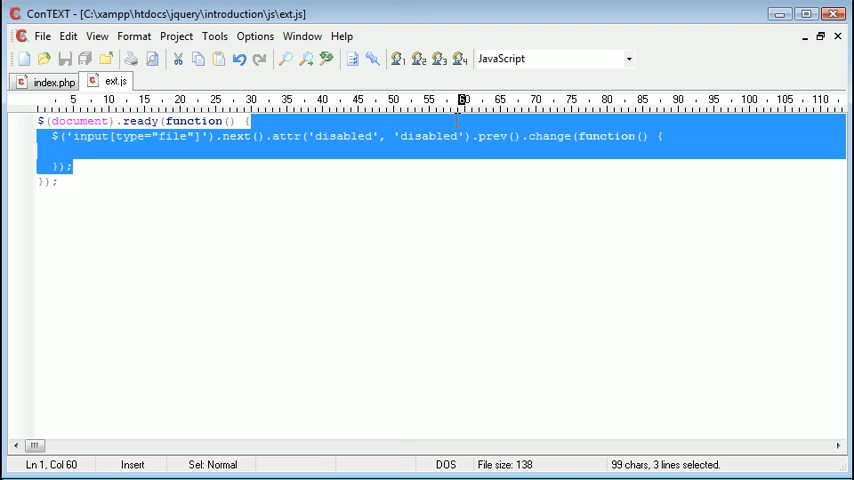 ConTEXT - [C:\xampp\htdocs\jquery\introduction\js\ext.js]
File Edit View Format Project Tools Options Window Help
JavaScript
index.php ext.js
5 10 15 20 25 30 35 40 45 50 55 60 65 70 75 80 85 90 95 100 105 110
$(document).ready(function() {
$('input[type="file"]').next().attr('disabled', 'disabled').prev().change(function() {
});
});
Ln 1, Col 60 Insert Sel: Normal DOS File size: 138 99 chars, 3 lines selected.